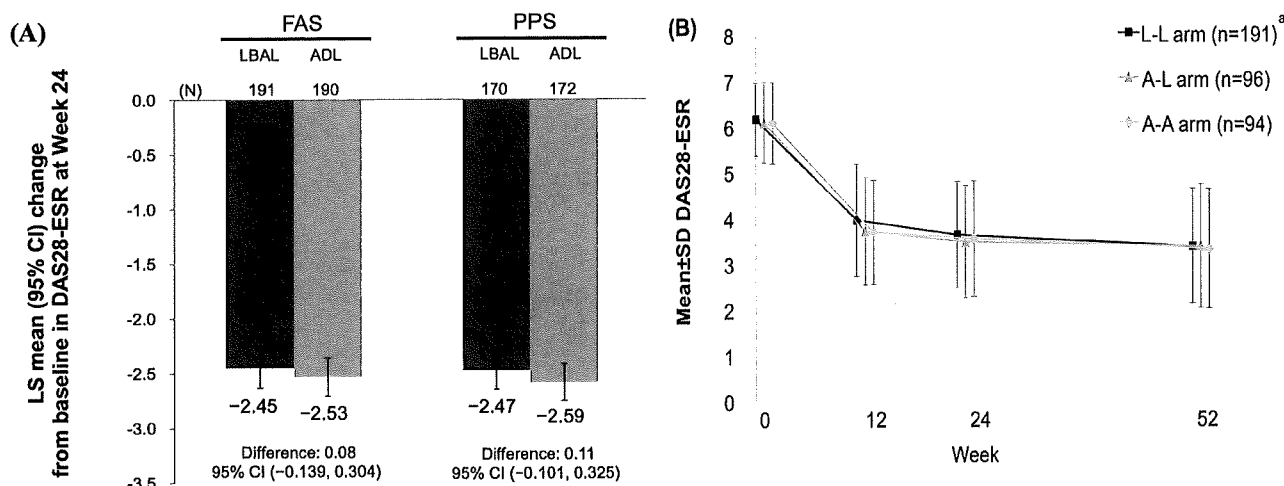 (A)
FAS PPS
LBAL ADL LBAL ADL
(N) 191 190 170 172
0.0
-0.5
-1.0
-1.5
-2.0
-2.5
-3.0
-3.5
LS mean (95% CI) change
from baseline in DAS28-ESR at Week 24
−2.45 −2.53 −2.47 −2.59
Difference: 0.08
95% CI (−0.139, 0.304)
Difference: 0.11
95% CI (−0.101, 0.325)
(B)
8
7
6
5
4
3
2
1
0
Mean±SD DAS28-ESR
L-L arm (n=191)a
A-L arm (n=96)
A-A arm (n=94)
0 12 24 52
Week